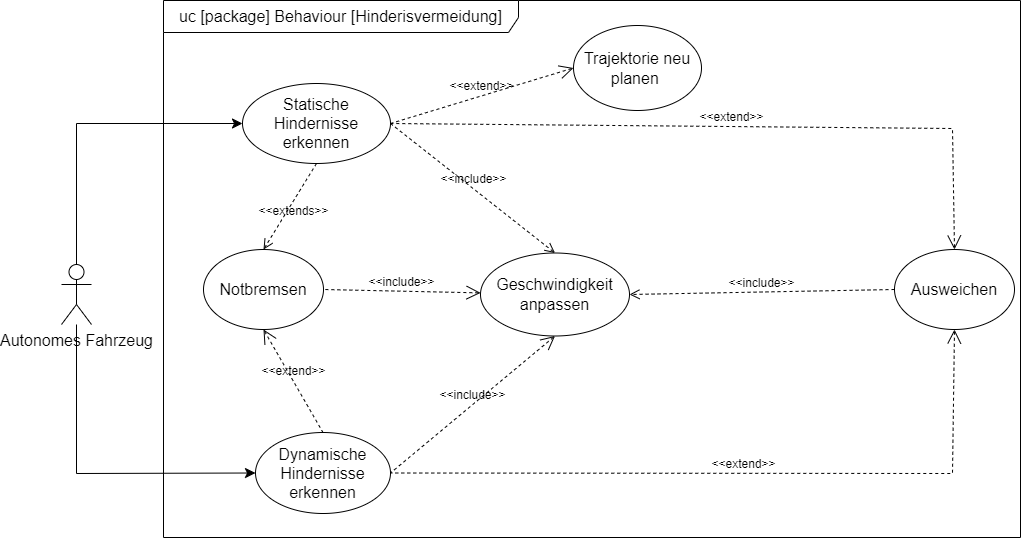 uc [package] Behaviour [Hinderisvermeidung]
Trajektorie neu
planen
<<extend>>
Statische
Hindernisse
erkennen
<<extend>>
<<include>>
<<extends>>
Notbremsen
<<include>>
Geschwindigkeit
anpassen
<<include>>
Ausweichen
Autonomes Fahrzeug
<<extend>>
<<include>>
Dynamische
Hindernisse
erkennen
<<extend>>